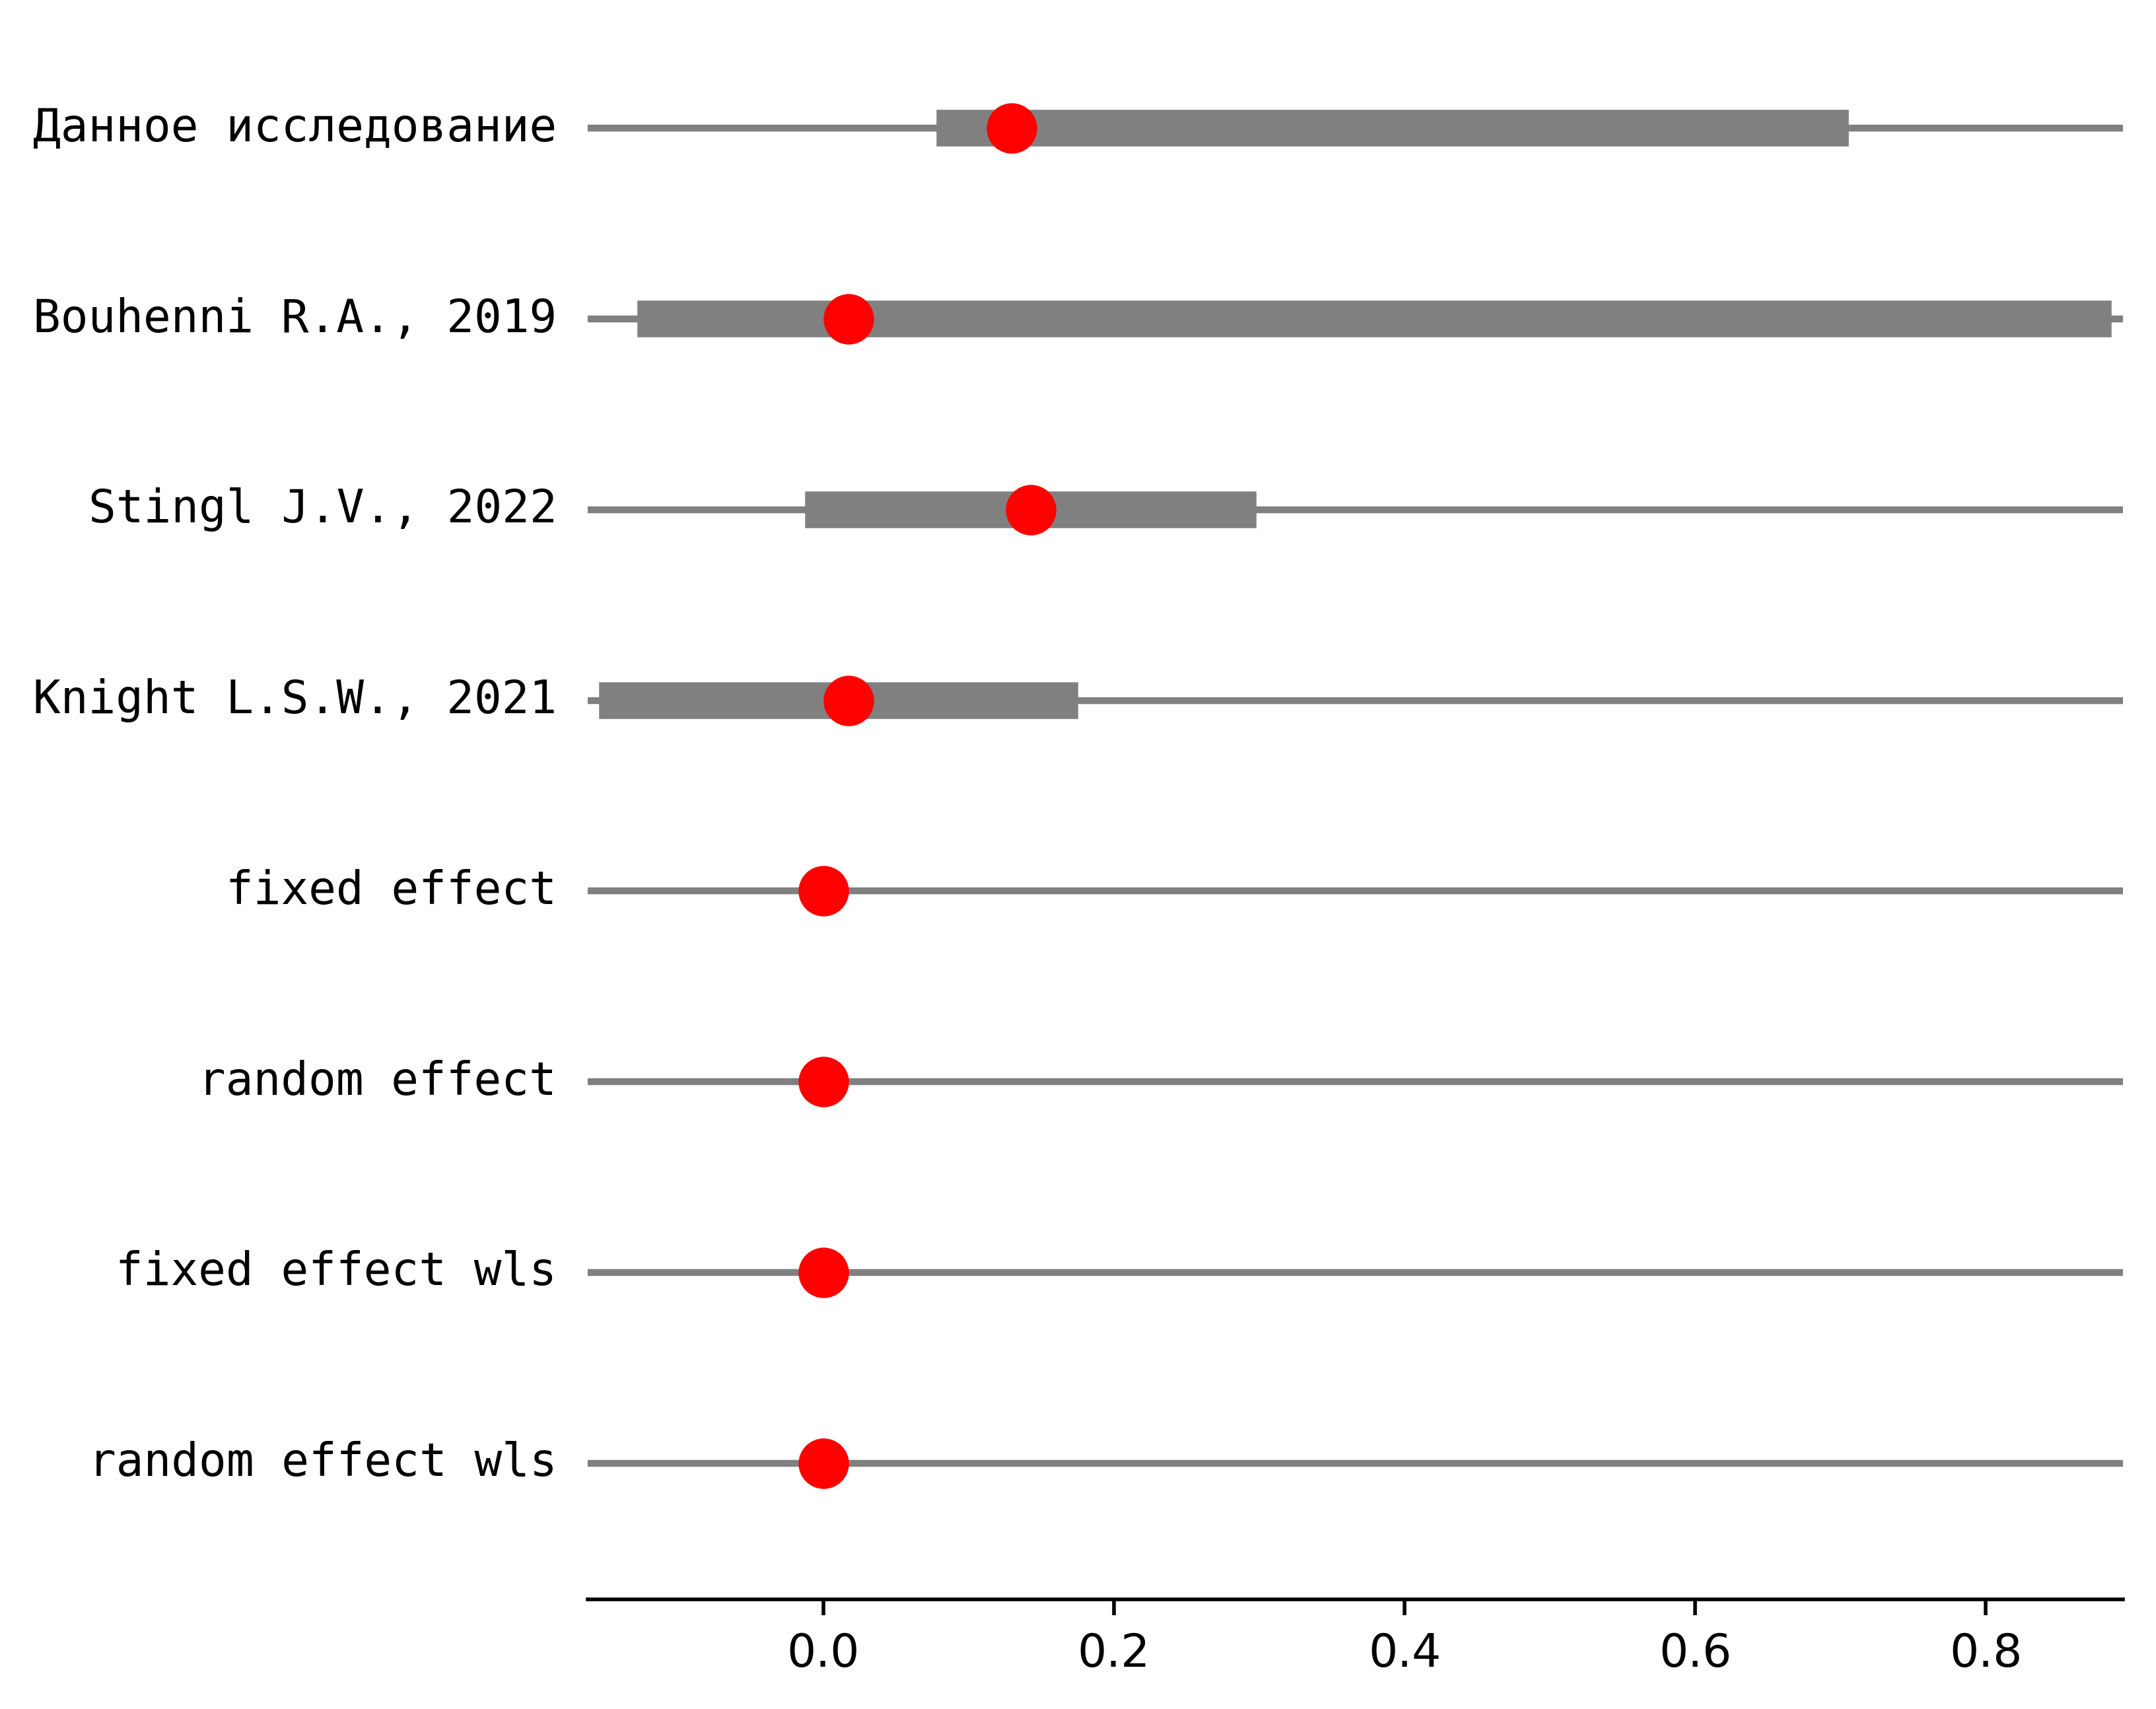 Данное исследование
Bouhenni R.A., 2019
Stingl J.V., 2022
Knight L.S.W., 2021
fixed effect
random effect
fixed effect wls
random effect wls
0.0 0.2 0.4 0.6 0.8